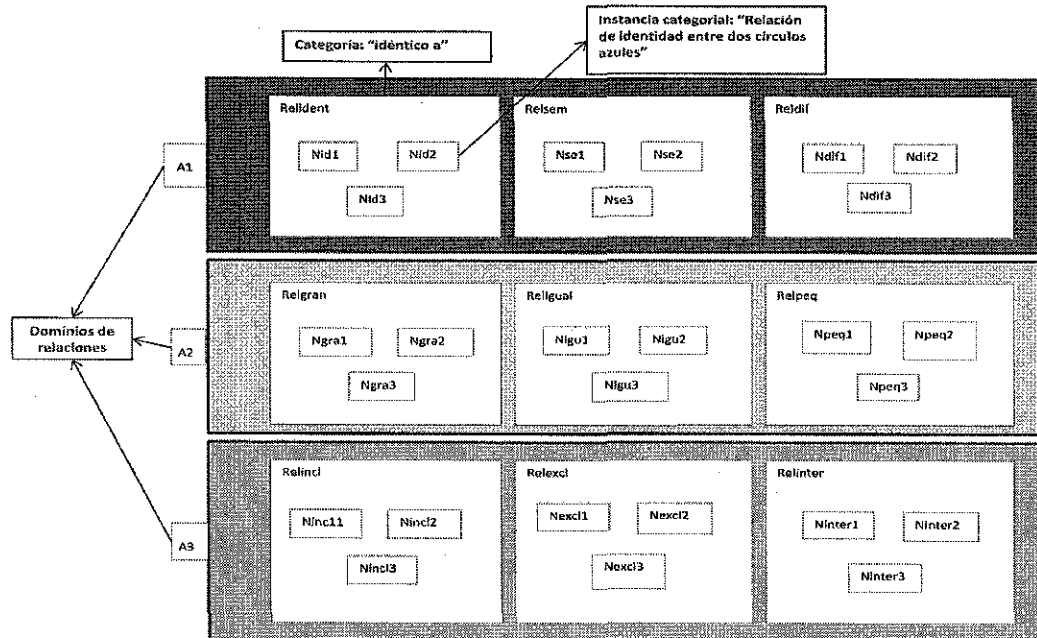 Instancia categorial: "Relación
de identidad entre dos círculos
azules"
Categoría: "idéntico a"
A1
Relident
Nid1
Nid2
Nid3
Relsem
Nse1
Nse2
Nse3
Reldif
Ndif1
Ndif2
Ndif3
Dominios de
relaciones
A2
Relgran
Ngra1
Ngra2
Ngra3
Religual
Nigu1
Nigu2
Nigu3
Relpeq
Npeq1
Npeq2
Npeq3
A3
Relincl
Ninc11
Nincl2
Nincl3
Relexcl
Nexcl1
Nexcl2
Nexcl3
Relinter
Ninter1
Ninter2
Ninter3